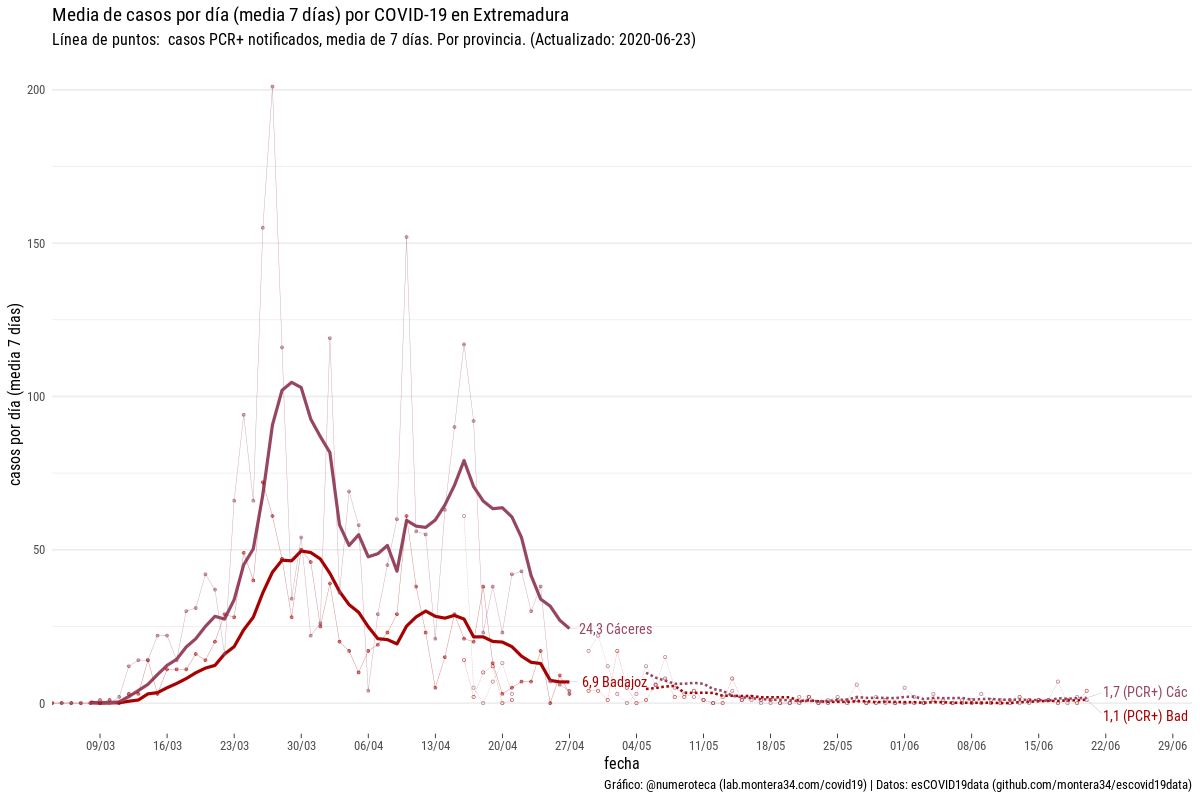 Media de casos por día (media 7 días) por COVID-19 en Extremadura
Línea de puntos:  casos PCR+ notificados, media de 7 días. Por provincia. (Actualizado: 2020-06-23)
casos por día (media 7 días)
200
150
100
50
0
24,3 Cáceres
6,9 Badajoz
1,7 (PCR+) Các
1,1 (PCR+) Bad
09/03 16/03 23/03 30/03 06/04 13/04 20/04 27/04 04/05 11/05 18/05 25/05 01/06 08/06 15/06 22/06 29/06
fecha
Gráfico: @numeroteca (lab.montera34.com/covid19) | Datos: esCOVID19data (github.com/montera34/escovid19data)